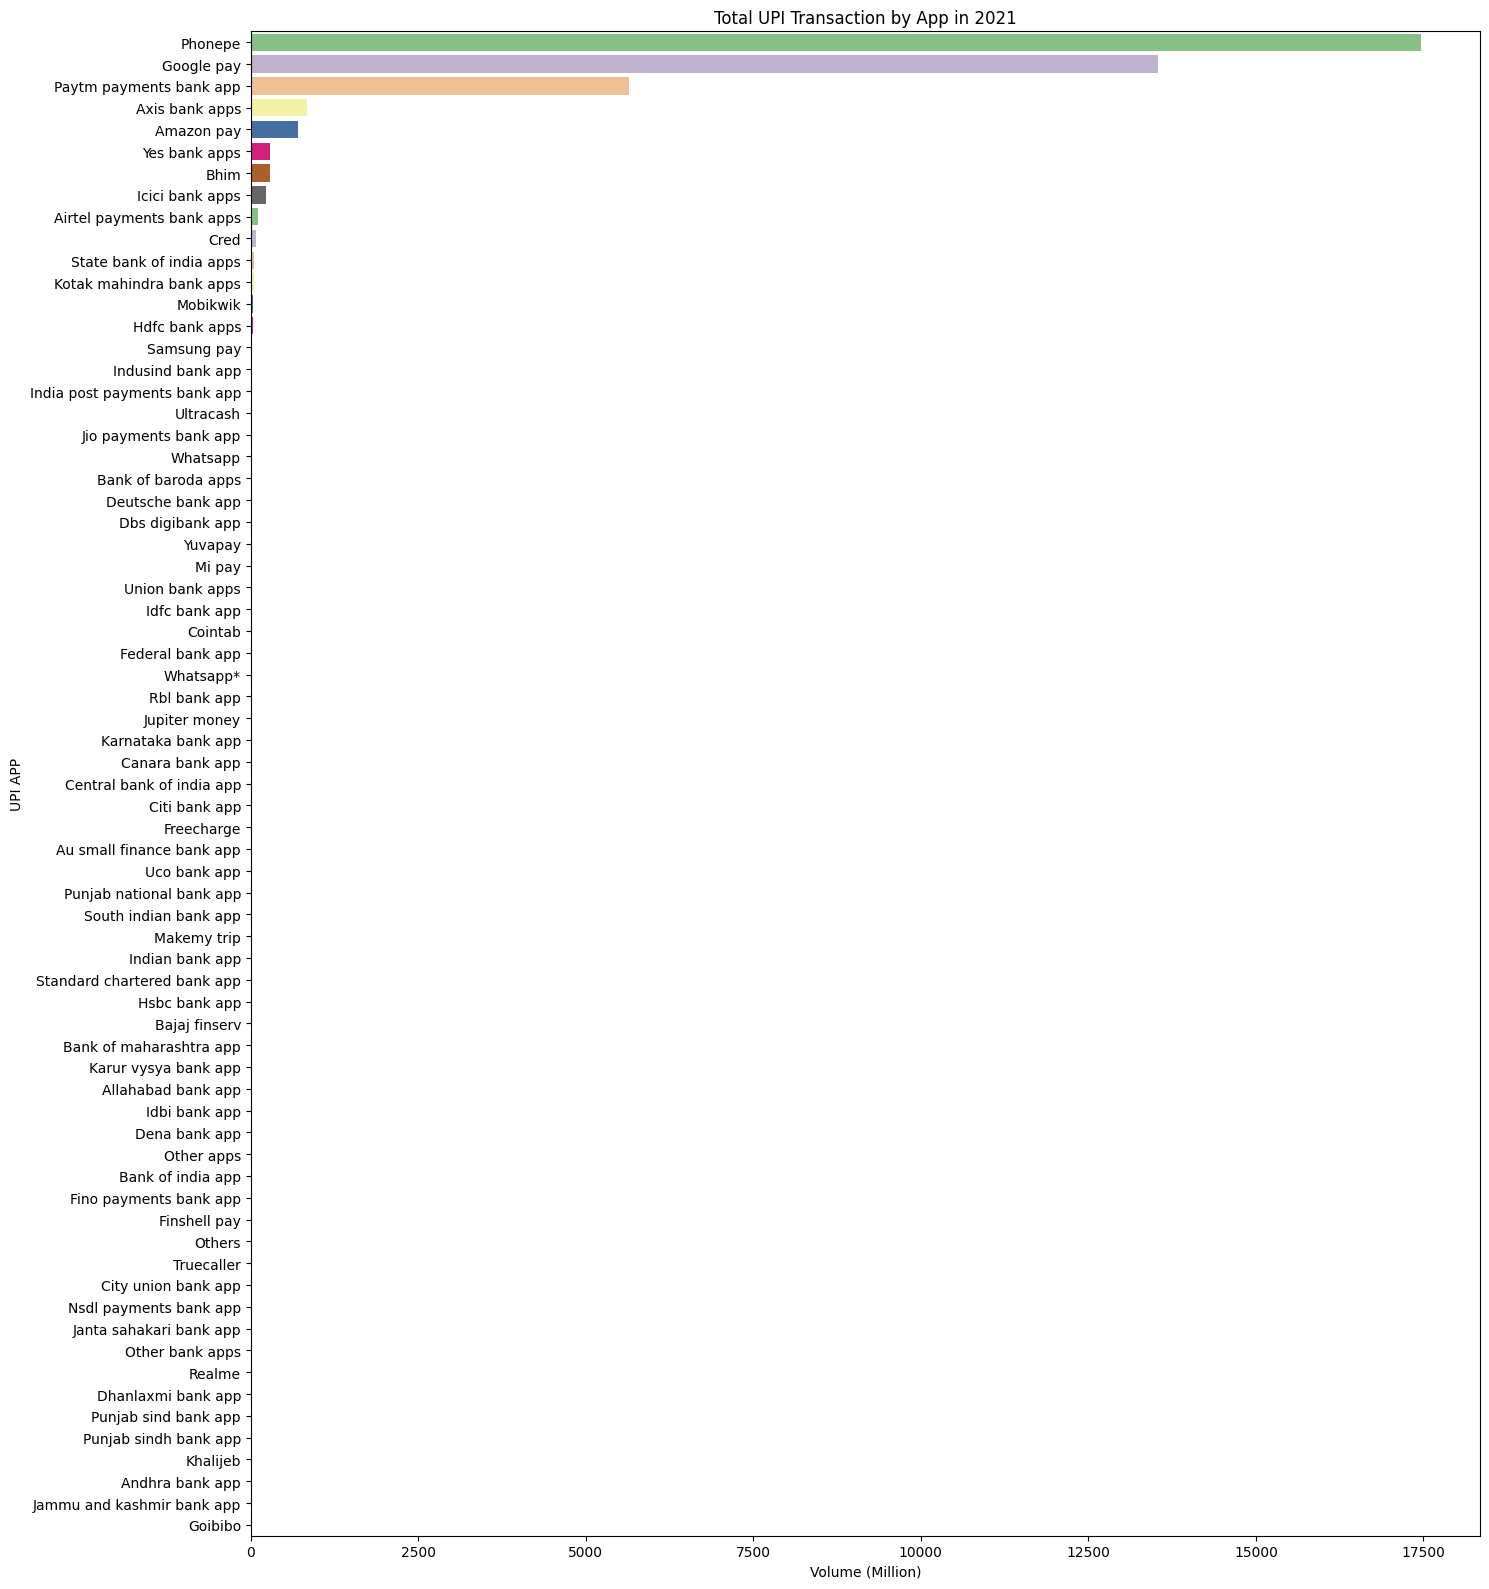 Total UPI Transaction by App in 2021
Phonepe
Google pay
Paytm payments bank app
Axis bank apps
Amazon pay
Yes bank apps
Bhim
Icici bank apps
Airtel payments bank apps
Cred
State bank of india apps
Kotak mahindra bank apps
Mobikwik
Hdfc bank apps
Samsung pay
Indusind bank app
India post payments bank app
Ultracash
Jio payments bank app
Whatsapp
Bank of baroda apps
Deutsche bank app
Dbs digibank app
Yuvapay
Mi pay
Union bank apps
Idfc bank app
Cointab
Federal bank app
Whatsapp*
Rbl bank app
Jupiter money
Karnataka bank app
Canara bank app
Central bank of india app
Citi bank app
Freecharge
Au small finance bank app
Uco bank app
Punjab national bank app
South indian bank app
Makemy trip
Indian bank app
Standard chartered bank app
Hsbc bank app
Bajaj finserv
Bank of maharashtra app
Karur vysya bank app
Allahabad bank app
Idbi bank app
Dena bank app
Other apps
Bank of india app
Fino payments bank app
Finshell pay
Others
Truecaller
City union bank app
Nsdl payments bank app
Janta sahakari bank app
Other bank apps
Realme
Dhanlaxmi bank app
Punjab sind bank app
Punjab sindh bank app
Khalijeb
Andhra bank app
Jammu and kashmir bank app
Goibibo
UPI APP
0 2500 5000 7500 10000 12500 15000 17500
Volume (Million)